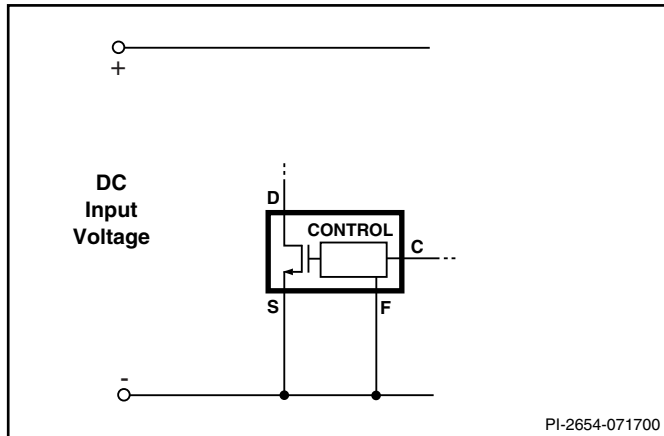 +
DC
Input
Voltage
D
CONTROL
C
S
F
-
PI-2654-071700